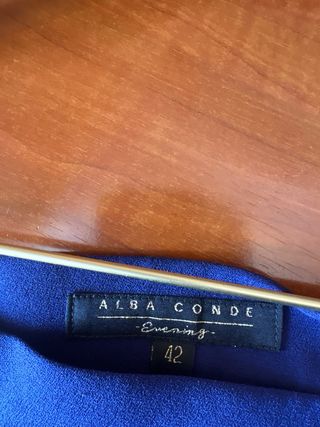 ALBA CONDE
-Evening-
42